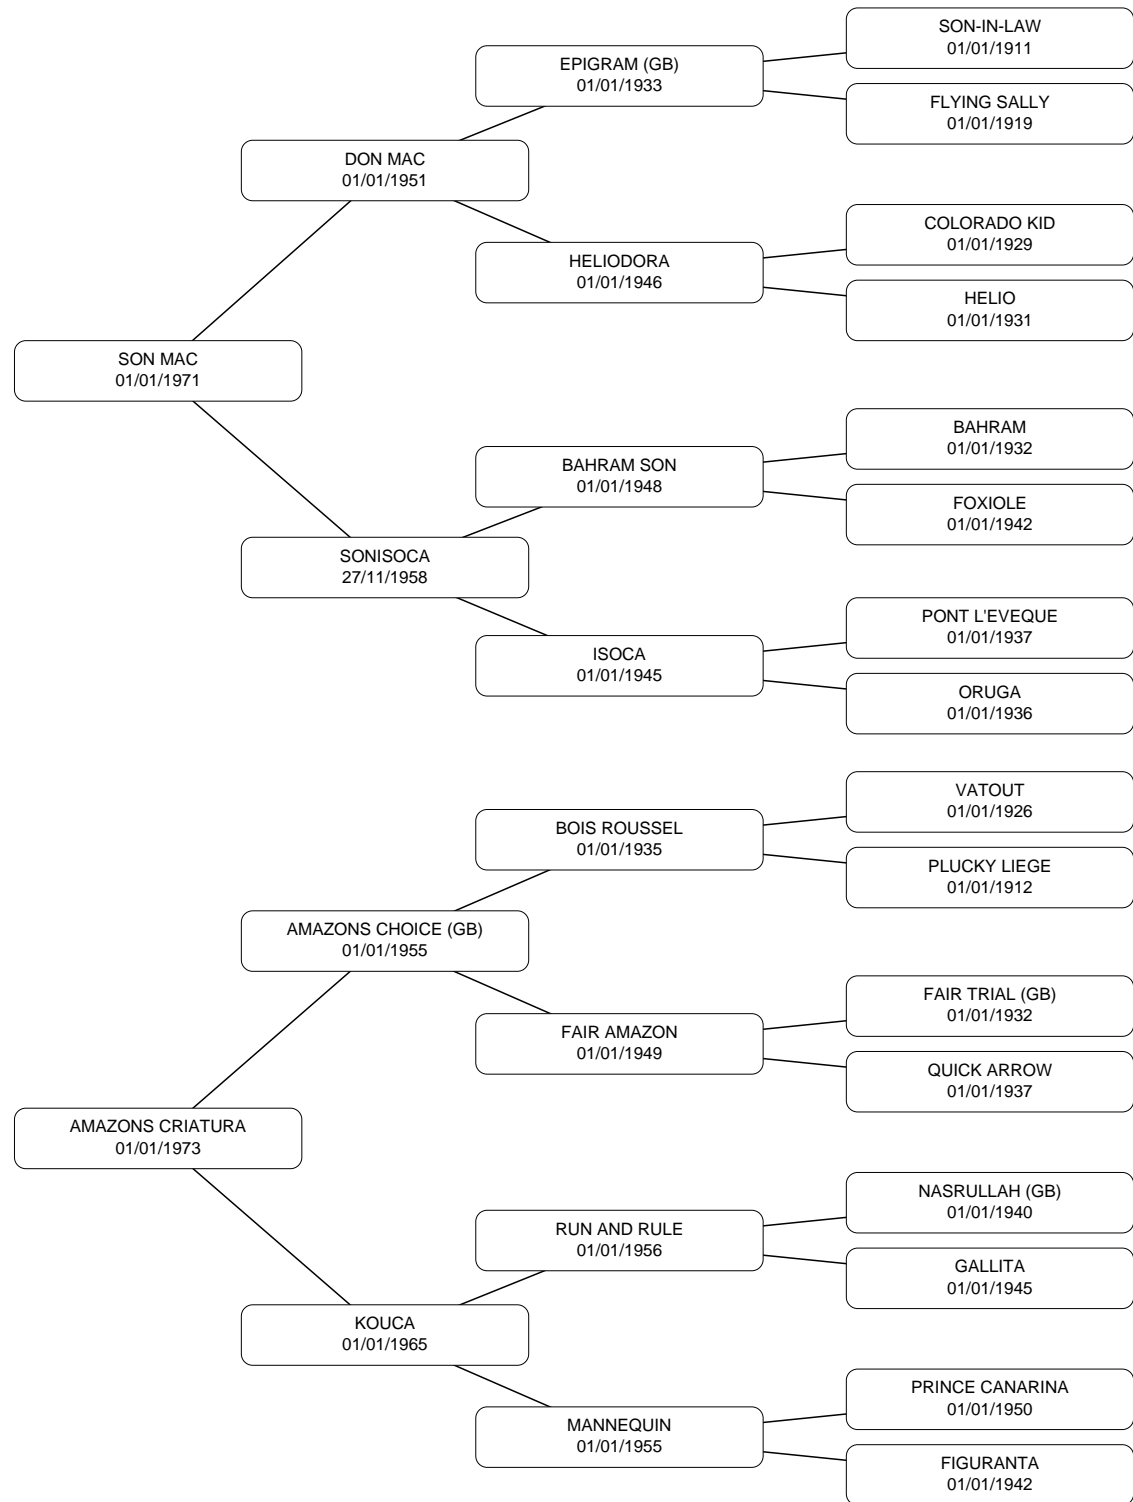 SON-IN-LAW
01/01/1911
EPIGRAM (GB)
01/01/1933
FLYING SALLY
01/01/1919
DON MAC
01/01/1951
COLORADO KID
01/01/1929
HELIODORA
01/01/1946
HELIO
01/01/1931
SON MAC
01/01/1971
BAHRAM
01/01/1932
BAHRAM SON
01/01/1948
FOXIOLE
01/01/1942
SONISOCA
27/11/1958
PONT L'EVEQUE
01/01/1937
ISOCA
01/01/1945
ORUGA
01/01/1936
VATOUT
01/01/1926
BOIS ROUSSEL
01/01/1935
PLUCKY LIEGE
01/01/1912
AMAZONS CHOICE (GB)
01/01/1955
FAIR TRIAL (GB)
01/01/1932
FAIR AMAZON
01/01/1949
QUICK ARROW
01/01/1937
AMAZONS CRIATURA
01/01/1973
NASRULLAH (GB)
01/01/1940
RUN AND RULE
01/01/1956
GALLITA
01/01/1945
KOUCA
01/01/1965
PRINCE CANARINA
01/01/1950
MANNEQUIN
01/01/1955
FIGURANTA
01/01/1942